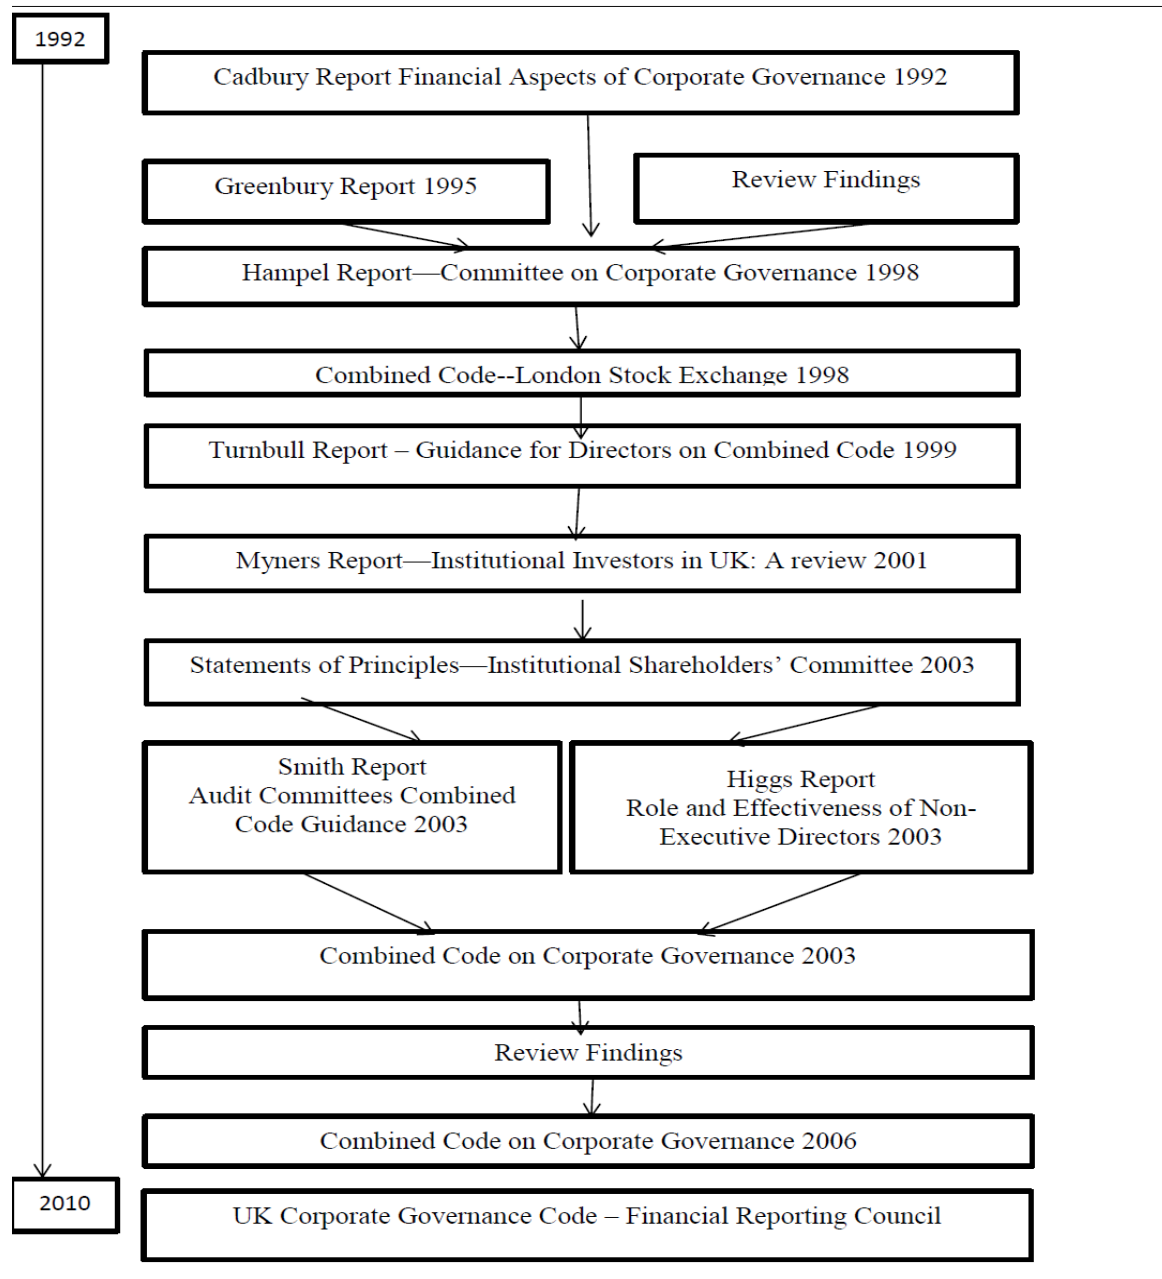 1992
Cadbury Report Financial Aspects of Corporate Governance 1992
Greenbury Report 1995
Review Findings
Hampel Report—Committee on Corporate Governance 1998
Combined Code--London Stock Exchange 1998
Turnbull Report – Guidance for Directors on Combined Code 1999
Myners Report—Institutional Investors in UK: A review 2001
Statements of Principles—Institutional Shareholders’ Committee 2003
Smith Report
Audit Committees Combined
Code Guidance 2003
Higgs Report
Role and Effectiveness of Non-
Executive Directors 2003
Combined Code on Corporate Governance 2003
Review Findings
Combined Code on Corporate Governance 2006
2010
UK Corporate Governance Code – Financial Reporting Council